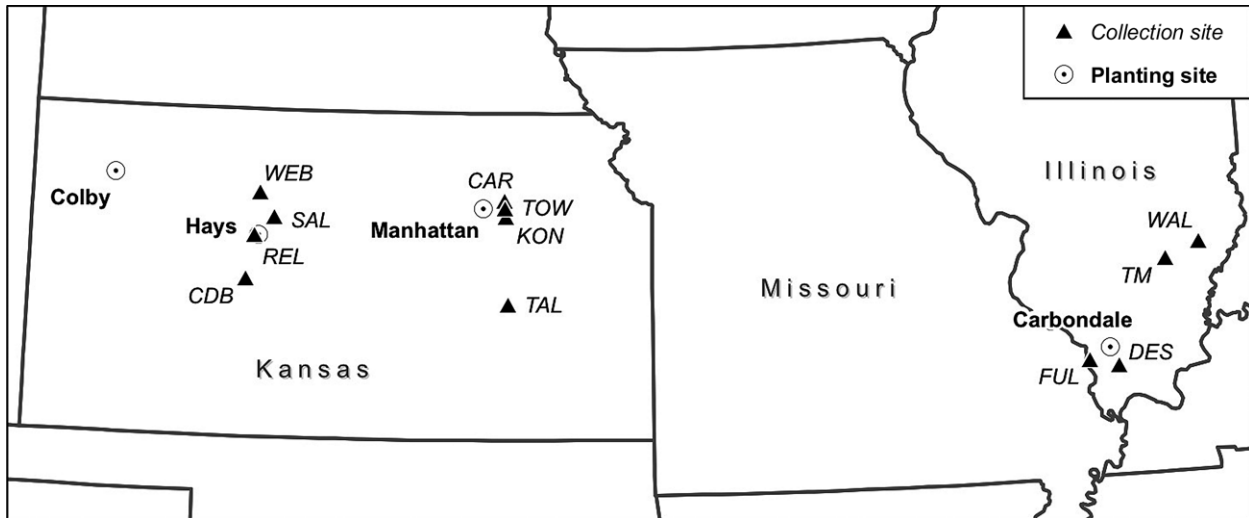 Collection site
Planting site
Illinois
WEB
CAR
Colby
SAL
TOW
Hays
Manhattan
KON
WAL
REL
TM
CDB
Missouri
TAL
Carbondale
DES
Kansas
FUL